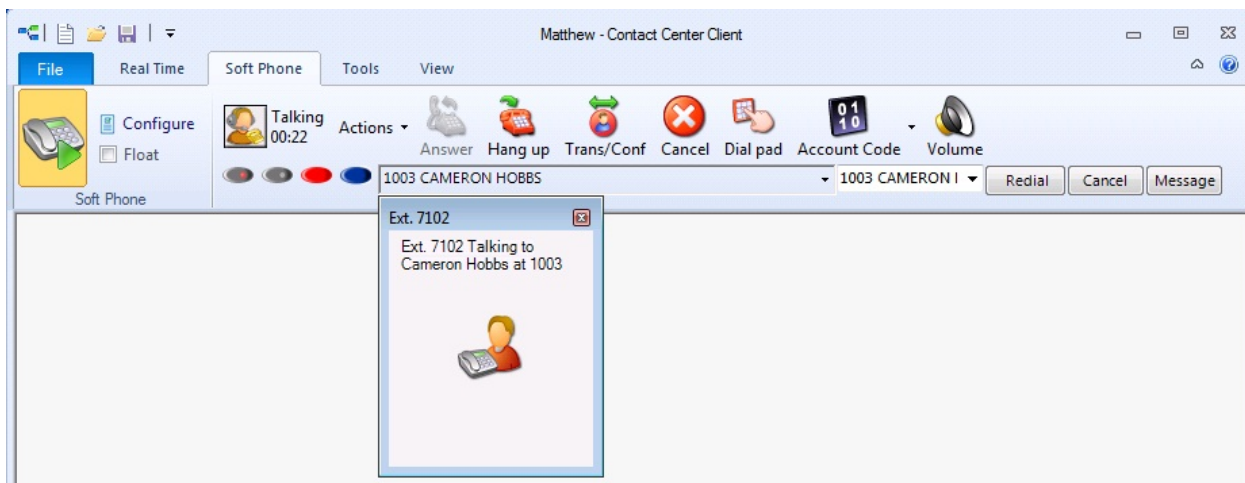 Matthew - Contact Center Client
File Real Time Soft Phone Tools View
Configure
Float
Soft Phone
Talking
00:22
Actions
Answer Hang up Trans/Conf Cancel Dial pad Account Code Volume
01
10
1003 CAMERON HOBBS
1003 CAMERON
Redial Cancel Message
Ext. 7102
Ext. 7102 Talking to
Cameron Hobbs at 1003